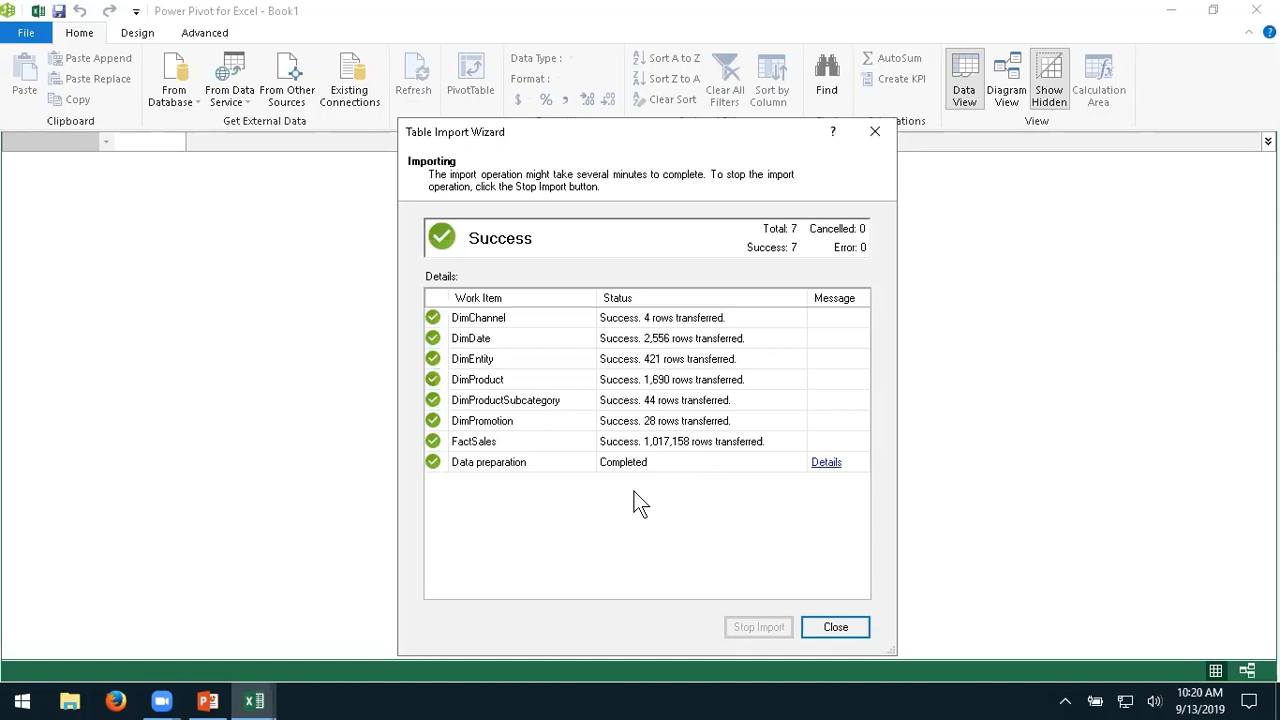 Power Pivot for Excel - Book1
File Home Design Advanced
Paste
Paste Append
Paste Replace
Copy
Clipboard
From Database
From Data Service
From Other Sources
Existing Connections
Get External Data
Refresh
PivotTable
Data Type :
Format :
$ % ,
Sort A to Z
Sort Z to A
Clear Sort
Clear All Filters
Sort by Column
Find
AutoSum
Create KPI
Data View
Diagram View
Show Hidden
Calculation Area
View
Table Import Wizard
Importing
The import operation might take several minutes to complete. To stop the import
operation, click the Stop Import button.
Success
Total: 7 Cancelled: 0
Success: 7 Error: 0
Details:
Work Item Status Message
DimChannel Success. 4 rows transferred.
DimDate Success. 2,556 rows transferred.
DimEntity Success. 421 rows transferred.
DimProduct Success. 1,690 rows transferred.
DimProductSubcategory Success. 44 rows transferred.
DimPromotion Success. 28 rows transferred.
FactSales Success. 1,017,158 rows transferred.
Data preparation Completed Details
Stop Import Close
10:20 AM
9/13/2019